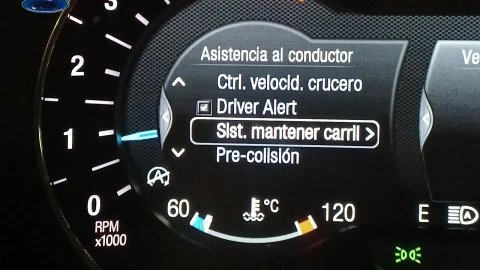 Asistencia al conductor
Ctrl. velocid. crucero
Driver Alert
Sist. mantener carril >
Pre-colisión
3
2
1
0
RPM
x1000
60 °C 120
E
A
Ve